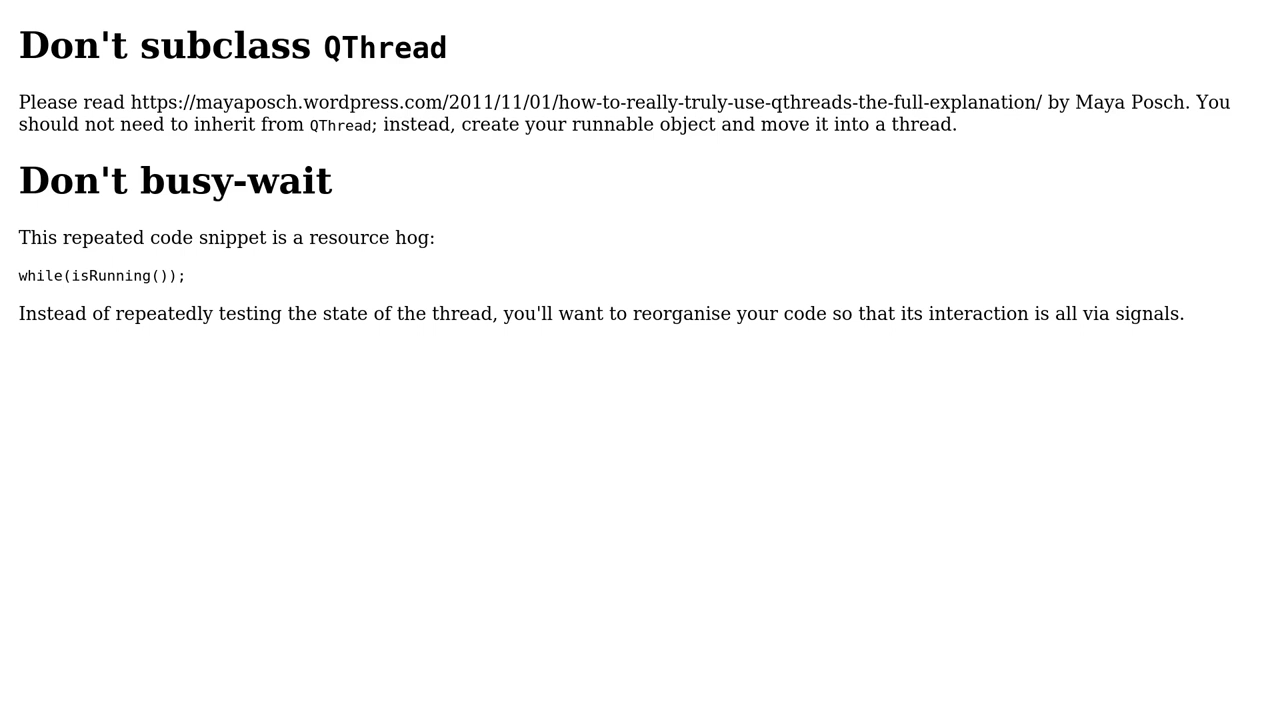 Don't subclass QThread
Please read https://mayaposch.wordpress.com/2011/11/01/how-to-really-truly-use-qthreads-the-full-explanation/ by Maya Posch. You
should not need to inherit from QThread; instead, create your runnable object and move it into a thread.
Don't busy-wait
This repeated code snippet is a resource hog:
while(isRunning());
Instead of repeatedly testing the state of the thread, you'll want to reorganise your code so that its interaction is all via signals.